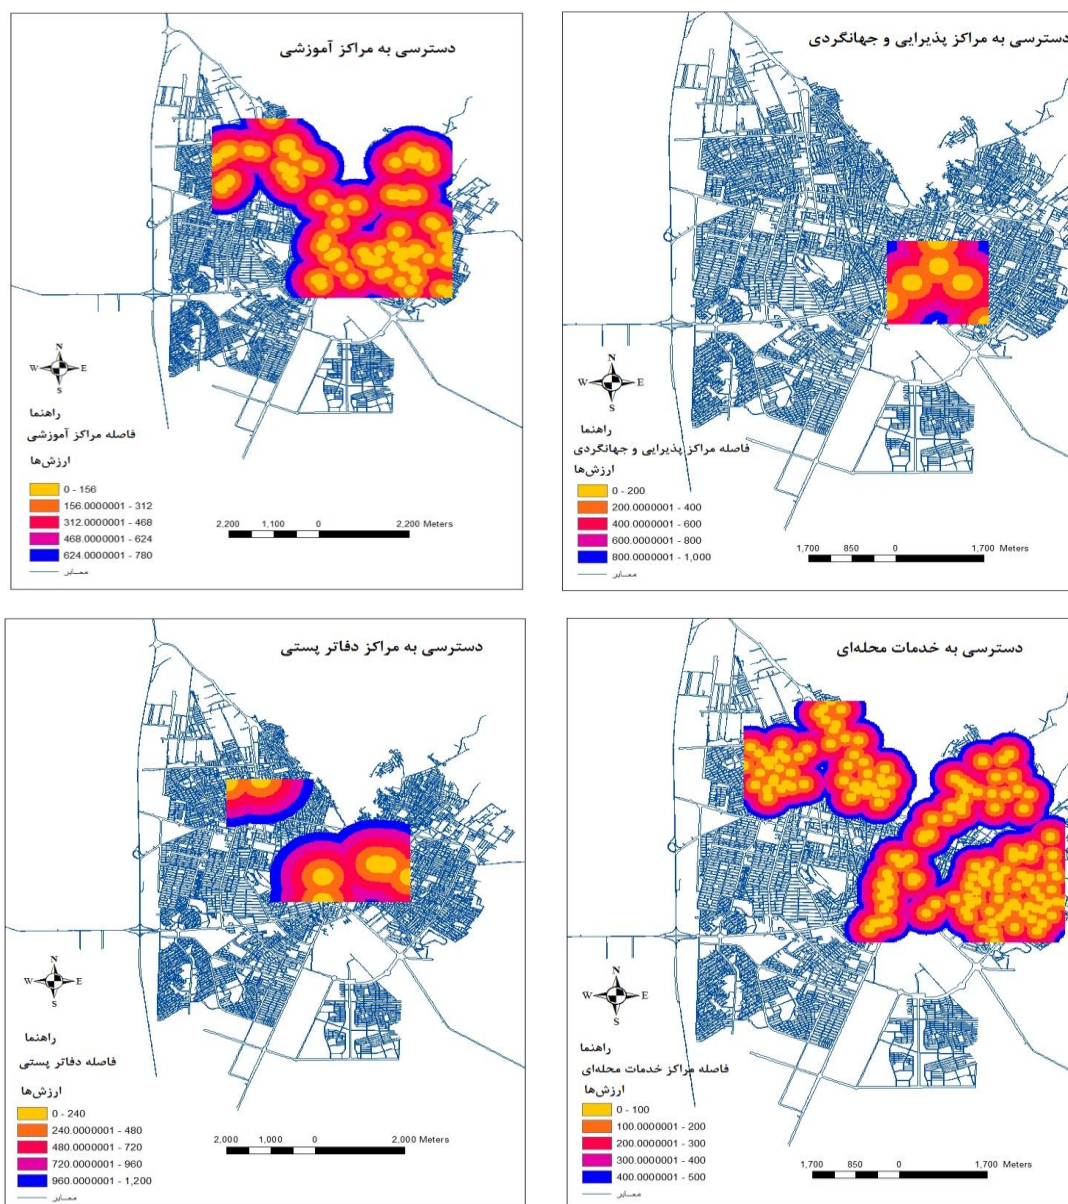 دسترسی به مراکز آموزشی
N
W E
S
راهنما
فاصله مراکز آموزشی
ارزش‌ها
0 - 156
156.0000001 - 312
312.0000001 - 468
468.0000001 - 624
624.0000001 - 780
معابر
2,200 1,100 0 2,200 Meters
دسترسی به مراکز پذیرایی و جهانگردی
N
W E
S
راهنما
فاصله مراکز پذیرایی و جهانگردی
ارزش‌ها
0 - 200
200.0000001 - 400
400.0000001 - 600
600.0000001 - 800
800.0000001 - 1,000
معابر
1,700 850 0 1,700 Meters
دسترسی به مراکز دفاتر پستی
N
W E
S
راهنما
فاصله دفاتر پستی
ارزش‌ها
0 - 240
240.0000001 - 480
480.0000001 - 720
720.0000001 - 960
960.0000001 - 1,200
معابر
2,000 1,000 0 2,000 Meters
دسترسی به خدمات محله‌ای
N
W E
S
راهنما
فاصله مراکز خدمات محله‌ای
ارزش‌ها
0 - 100
100.0000001 - 200
200.0000001 - 300
300.0000001 - 400
400.0000001 - 500
معابر
1,700 850 0 1,700 Meters